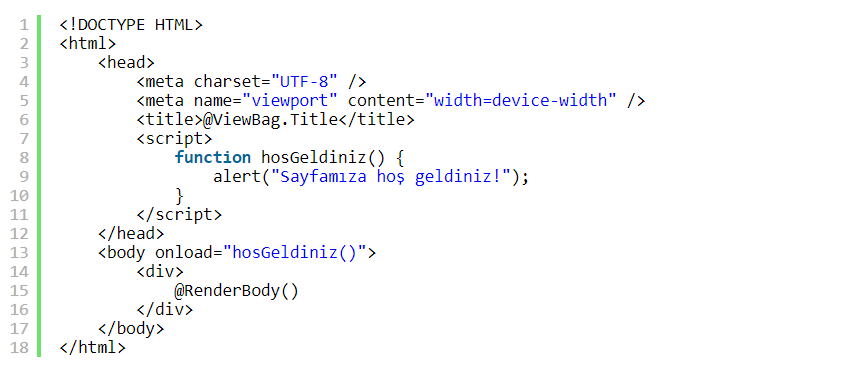 1 <!DOCTYPE HTML>
2 <html>
3     <head>
4         <meta charset="UTF-8" />
5         <meta name="viewport" content="width=device-width" />
6         <title>@ViewBag.Title</title>
7         <script>
8             function hosGeldiniz() {
9                 alert("Sayfamıza hoş geldiniz!");
10             }
11         </script>
12     </head>
13     <body onload="hosGeldiniz()">
14         <div>
15             @RenderBody()
16         </div>
17     </body>
18 </html>